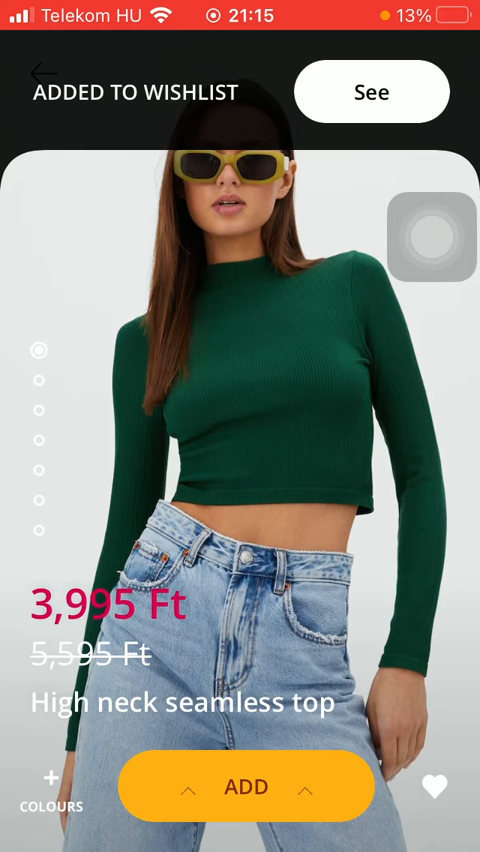 Telekom HU 21:15 13%
ADDED TO WISHLIST See
3,995 Ft
5,595 Ft
High neck seamless top
+
COLOURS
ADD